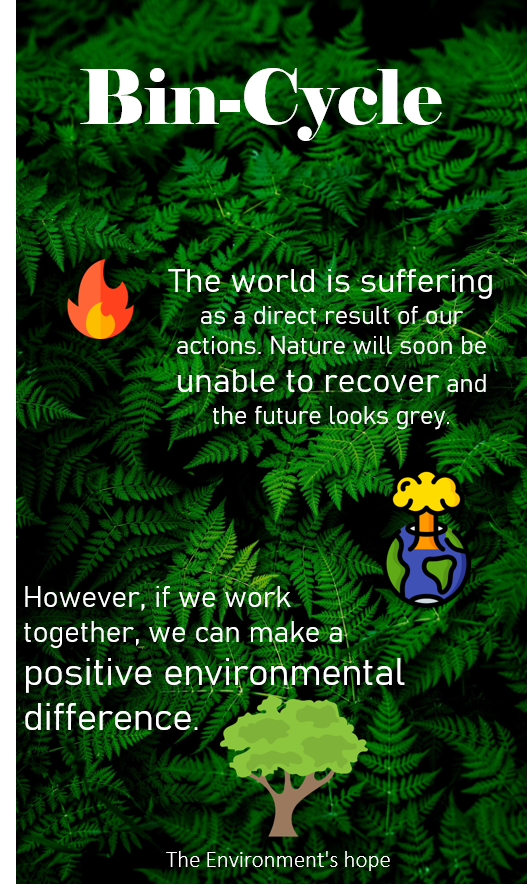 Bin-Cycle
The world is suffering
as a direct result of our
actions. Nature will soon be
unable to recover and
the future looks grey.
However, if we work
together, we can make a
positive environmental
difference.
The Environment's hope